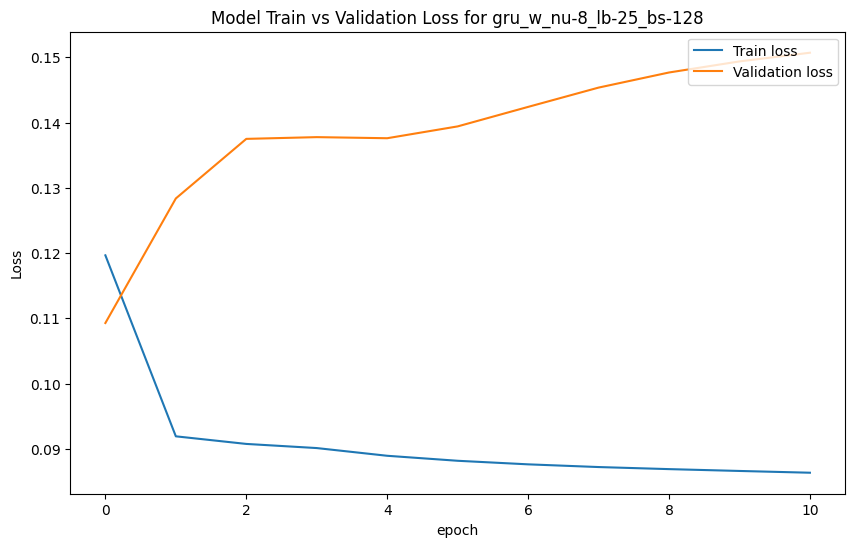 Model Train vs Validation Loss for gru_w_nu-8_lb-25_bs-128
Train loss
Validation loss
0.15
0.14
0.13
0.12
0.11
0.10
0.09
Loss
0
2
4
6
8
10
epoch